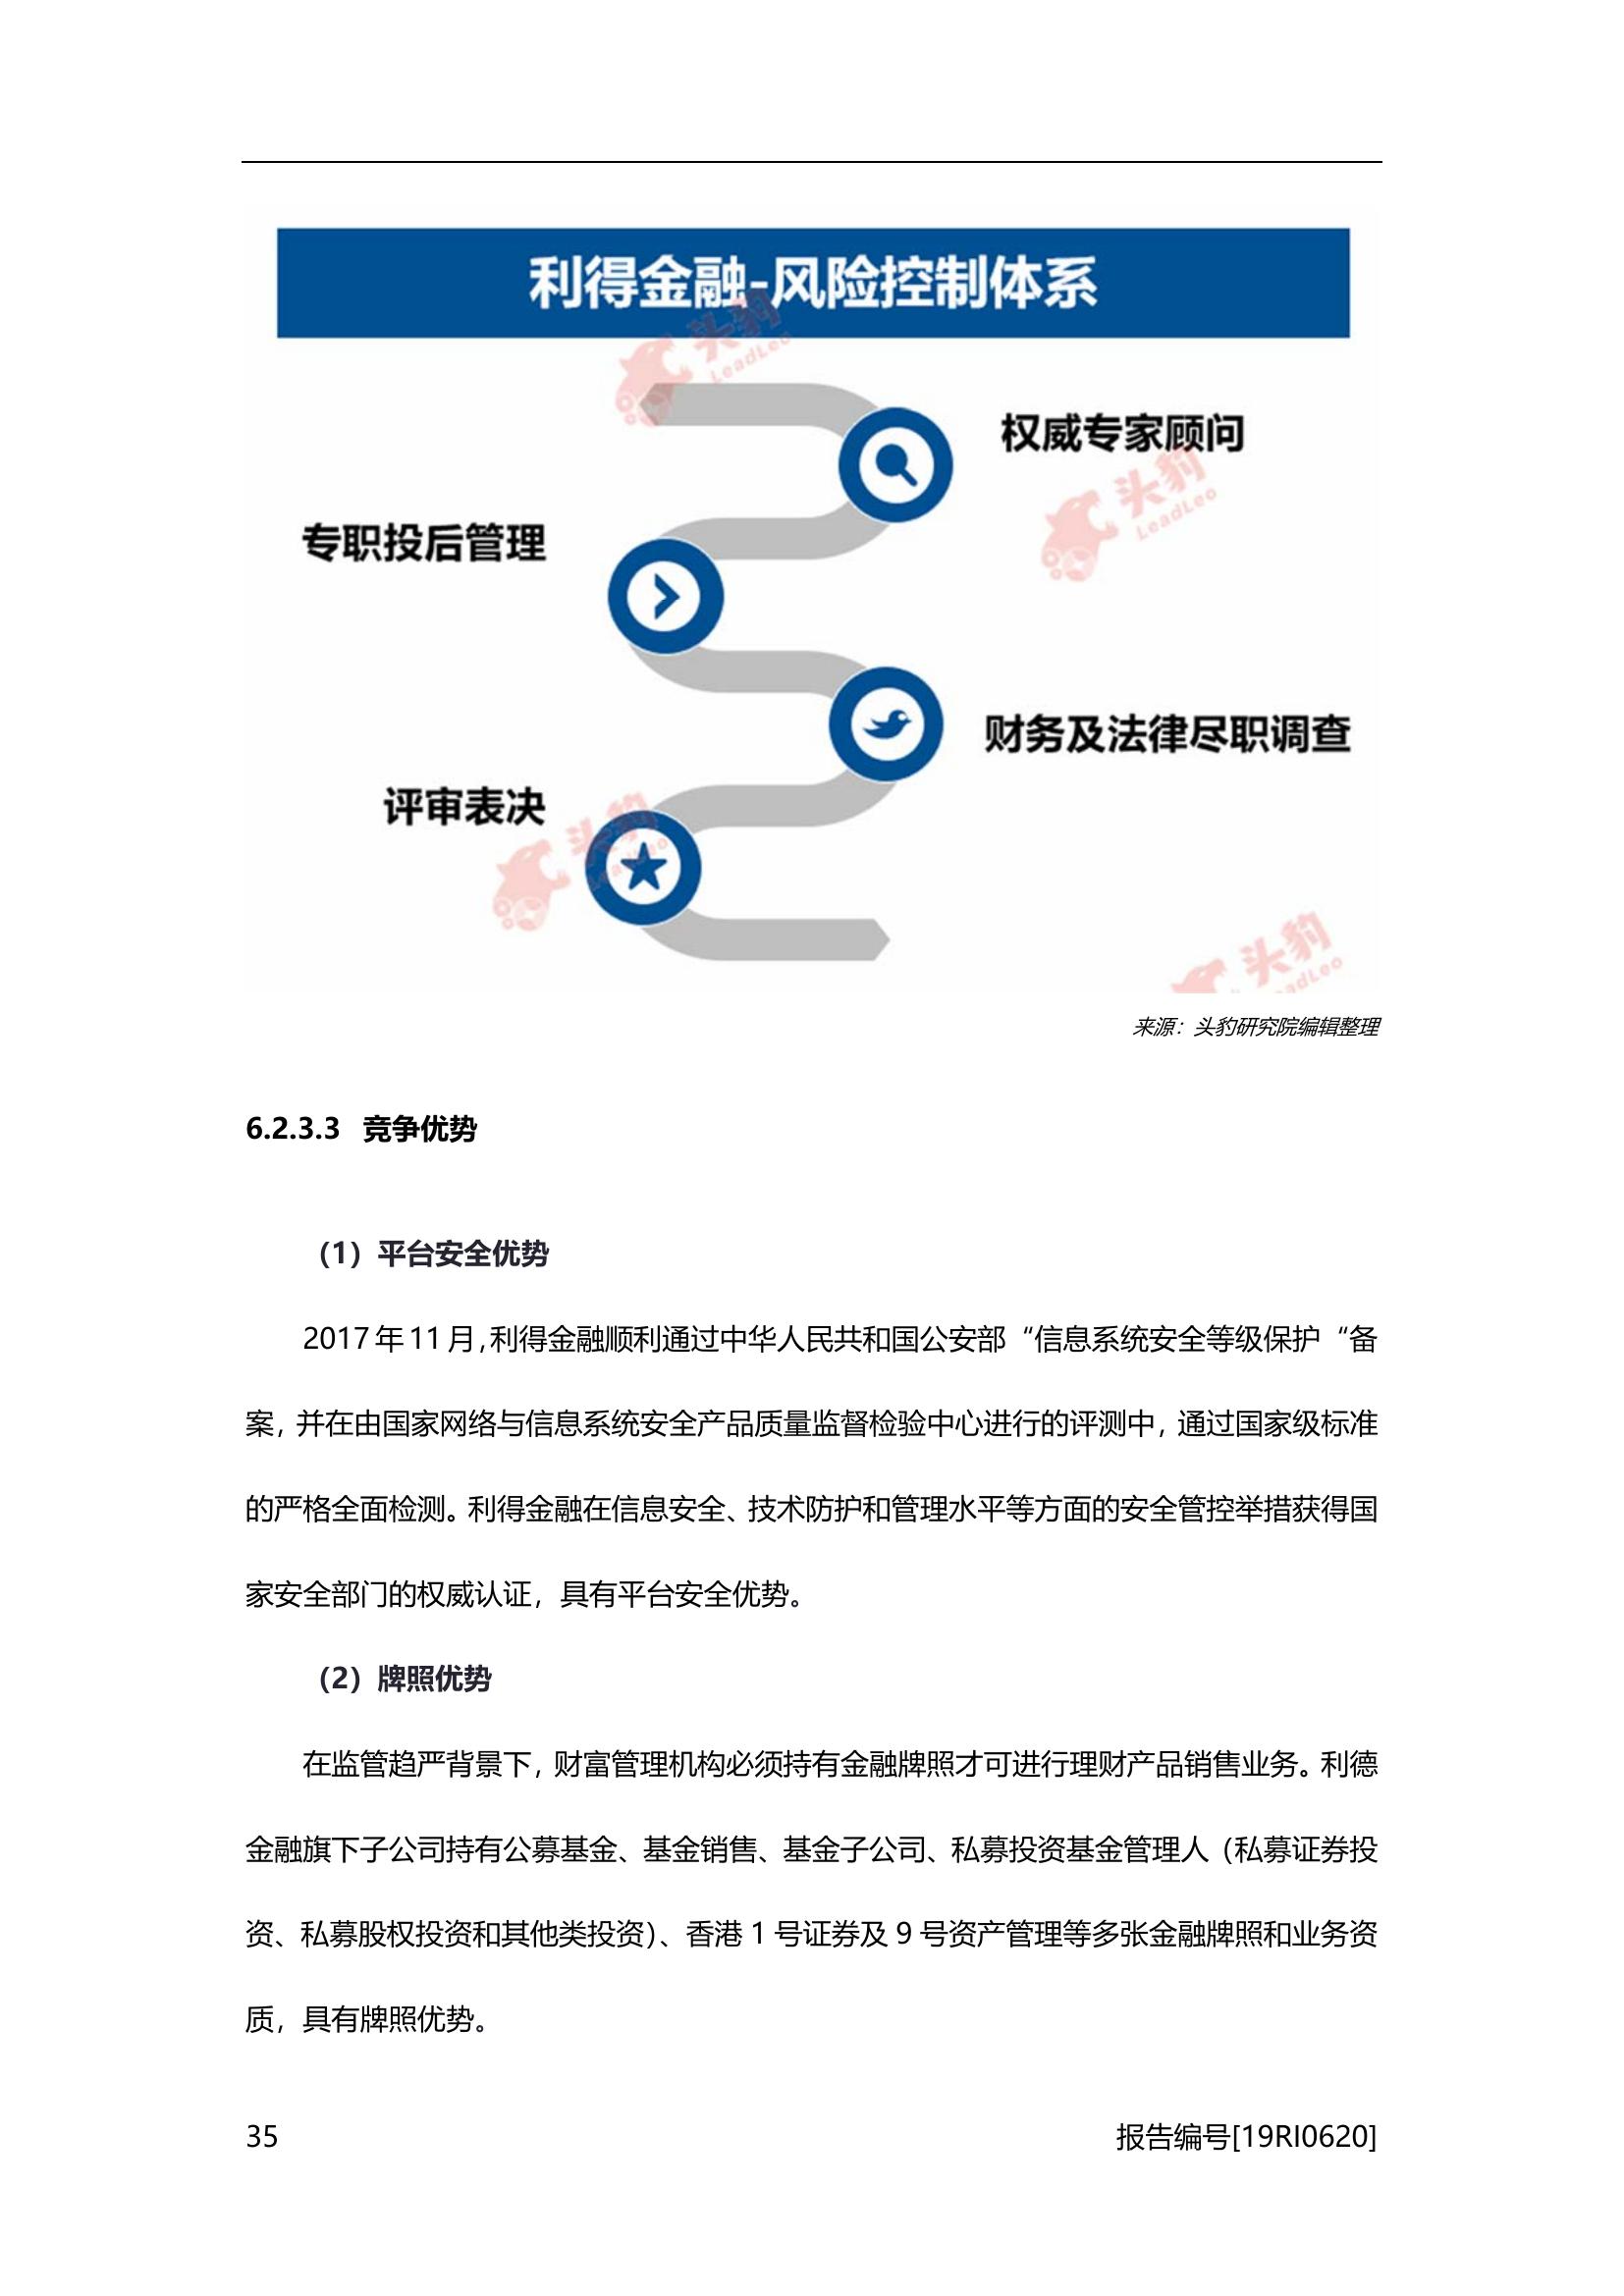 利得金融-风险控制体系
头豹
LeadLeo
权威专家顾问
头豹
LeadLeo
专职投后管理
财务及法律尽职调查
评审表决
头豹
LeadLeo
头豹
adLeo
来源：头豹研究院编辑整理
6.2.3.3 竞争优势
（1）平台安全优势
2017 年 11 月，利得金融顺利通过中华人民共和国公安部“信息系统安全等级保护“备
案，并在由国家网络与信息系统安全产品质量监督检验中心进行的评测中，通过国家级标准
的严格全面检测。利得金融在信息安全、技术防护和管理水平等方面的安全管控举措获得国
家安全部门的权威认证，具有平台安全优势。
（2）牌照优势
在监管趋严背景下，财富管理机构必须持有金融牌照才可进行理财产品销售业务。利德
金融旗下子公司持有公募基金、基金销售、基金子公司、私募投资基金管理人（私募证券投
资、私募股权投资和其他类投资）、香港 1 号证券及 9 号资产管理等多张金融牌照和业务资
质，具有牌照优势。
35 报告编号[19RI0620]